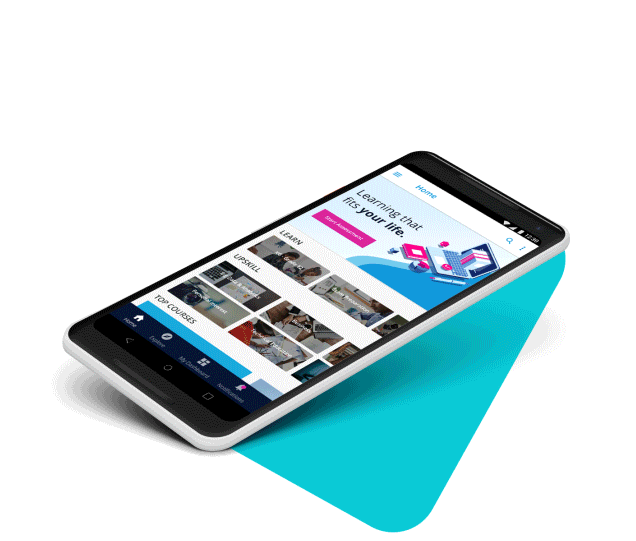 Home
Learning that
fits your life.
Start Assessment
LEARN
UPSKILL
TOP COURSES
Home
Explore
My Dashboard
Notifications